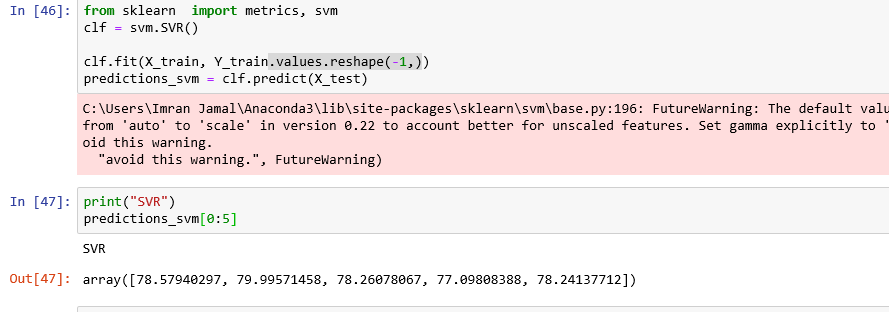 In [46]: from sklearn  import metrics, svm
clf = svm.SVR()
clf.fit(X_train, Y_train.values.reshape(-1,))
predictions_svm = clf.predict(X_test)
C:\Users\Imran Jamal\Anaconda3\lib\site-packages\sklearn\svm\base.py:196: FutureWarning: The default valu
from 'auto' to 'scale' in version 0.22 to account better for unscaled features. Set gamma explicitly to '
oid this warning.
  "avoid this warning.", FutureWarning)
In [47]: print("SVR")
predictions_svm[0:5]
SVR
Out[47]: array([78.57940297, 79.99571458, 78.26078067, 77.09808388, 78.24137712])